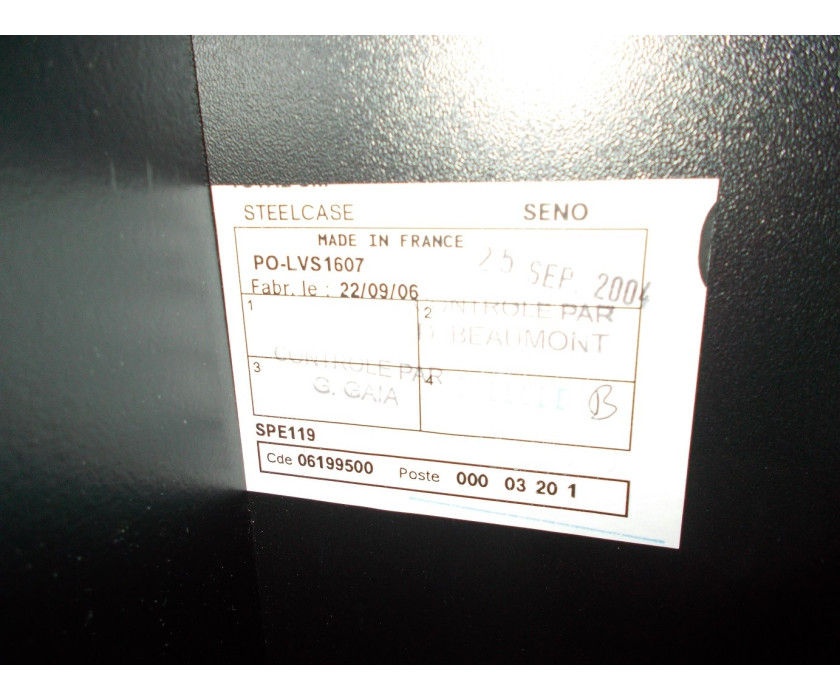 STEELCASE SENO
MADE IN FRANCE
25 SEP. 2004
PO-LVS1607
Fabr. le : 22/09/06
1
2
CONTROLE PAR
D. BEAUMONT
3
CONTROLE PAR
G. GAIA
4
B
SPE119
Cde 06199500 Poste 000 03 20 1